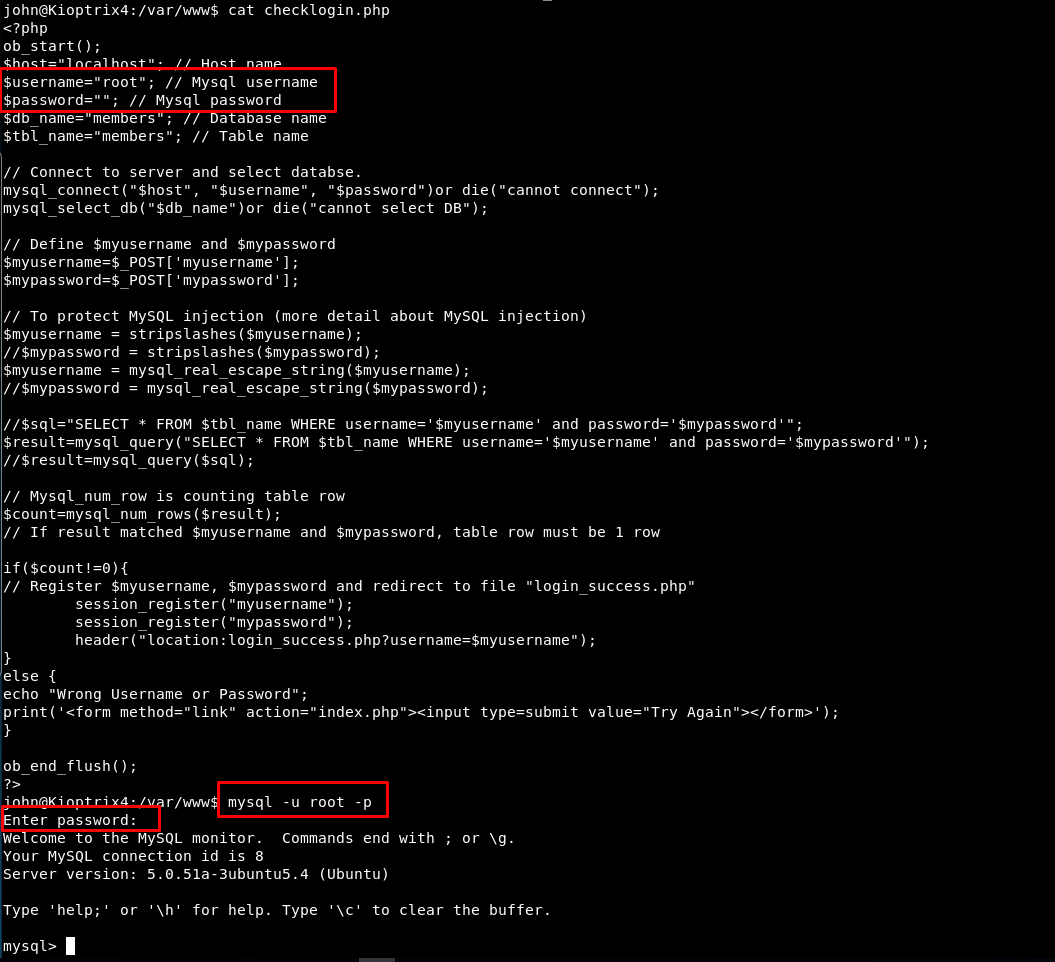 john@Kioptrix4:/var/www$ cat checklogin.php
<?php
ob_start();
$host="localhost"; // Host name
$username="root"; // Mysql username
$password=""; // Mysql password
$db_name="members"; // Database name
$tbl_name="members"; // Table name

// Connect to server and select databse.
mysql_connect("$host", "$username", "$password")or die("cannot connect");
mysql_select_db("$db_name")or die("cannot select DB");

// Define $myusername and $mypassword
$myusername=$_POST['myusername'];
$mypassword=$_POST['mypassword'];

// To protect MySQL injection (more detail about MySQL injection)
$myusername = stripslashes($myusername);
//$mypassword = stripslashes($mypassword);
$myusername = mysql_real_escape_string($myusername);
//$mypassword = mysql_real_escape_string($mypassword);

//$sql="SELECT * FROM $tbl_name WHERE username='$myusername' and password='$mypassword'";
$result=mysql_query("SELECT * FROM $tbl_name WHERE username='$myusername' and password='$mypassword'");
//$result=mysql_query($sql);

// Mysql_num_row is counting table row
$count=mysql_num_rows($result);
// If result matched $myusername and $mypassword, table row must be 1 row

if($count!=0){
// Register $myusername, $mypassword and redirect to file "login_success.php"
        session_register("myusername");
        session_register("mypassword");
        header("location:login_success.php?username=$myusername");
}
else {
echo "Wrong Username or Password";
print('<form method="link" action="index.php"><input type=submit value="Try Again"></form>');
}

ob_end_flush();
?>
john@Kioptrix4:/var/www$ mysql -u root -p
Enter password:
Welcome to the MySQL monitor.  Commands end with ; or \g.
Your MySQL connection id is 8
Server version: 5.0.51a-3ubuntu5.4 (Ubuntu)

Type 'help;' or '\h' for help. Type '\c' to clear the buffer.

mysql>